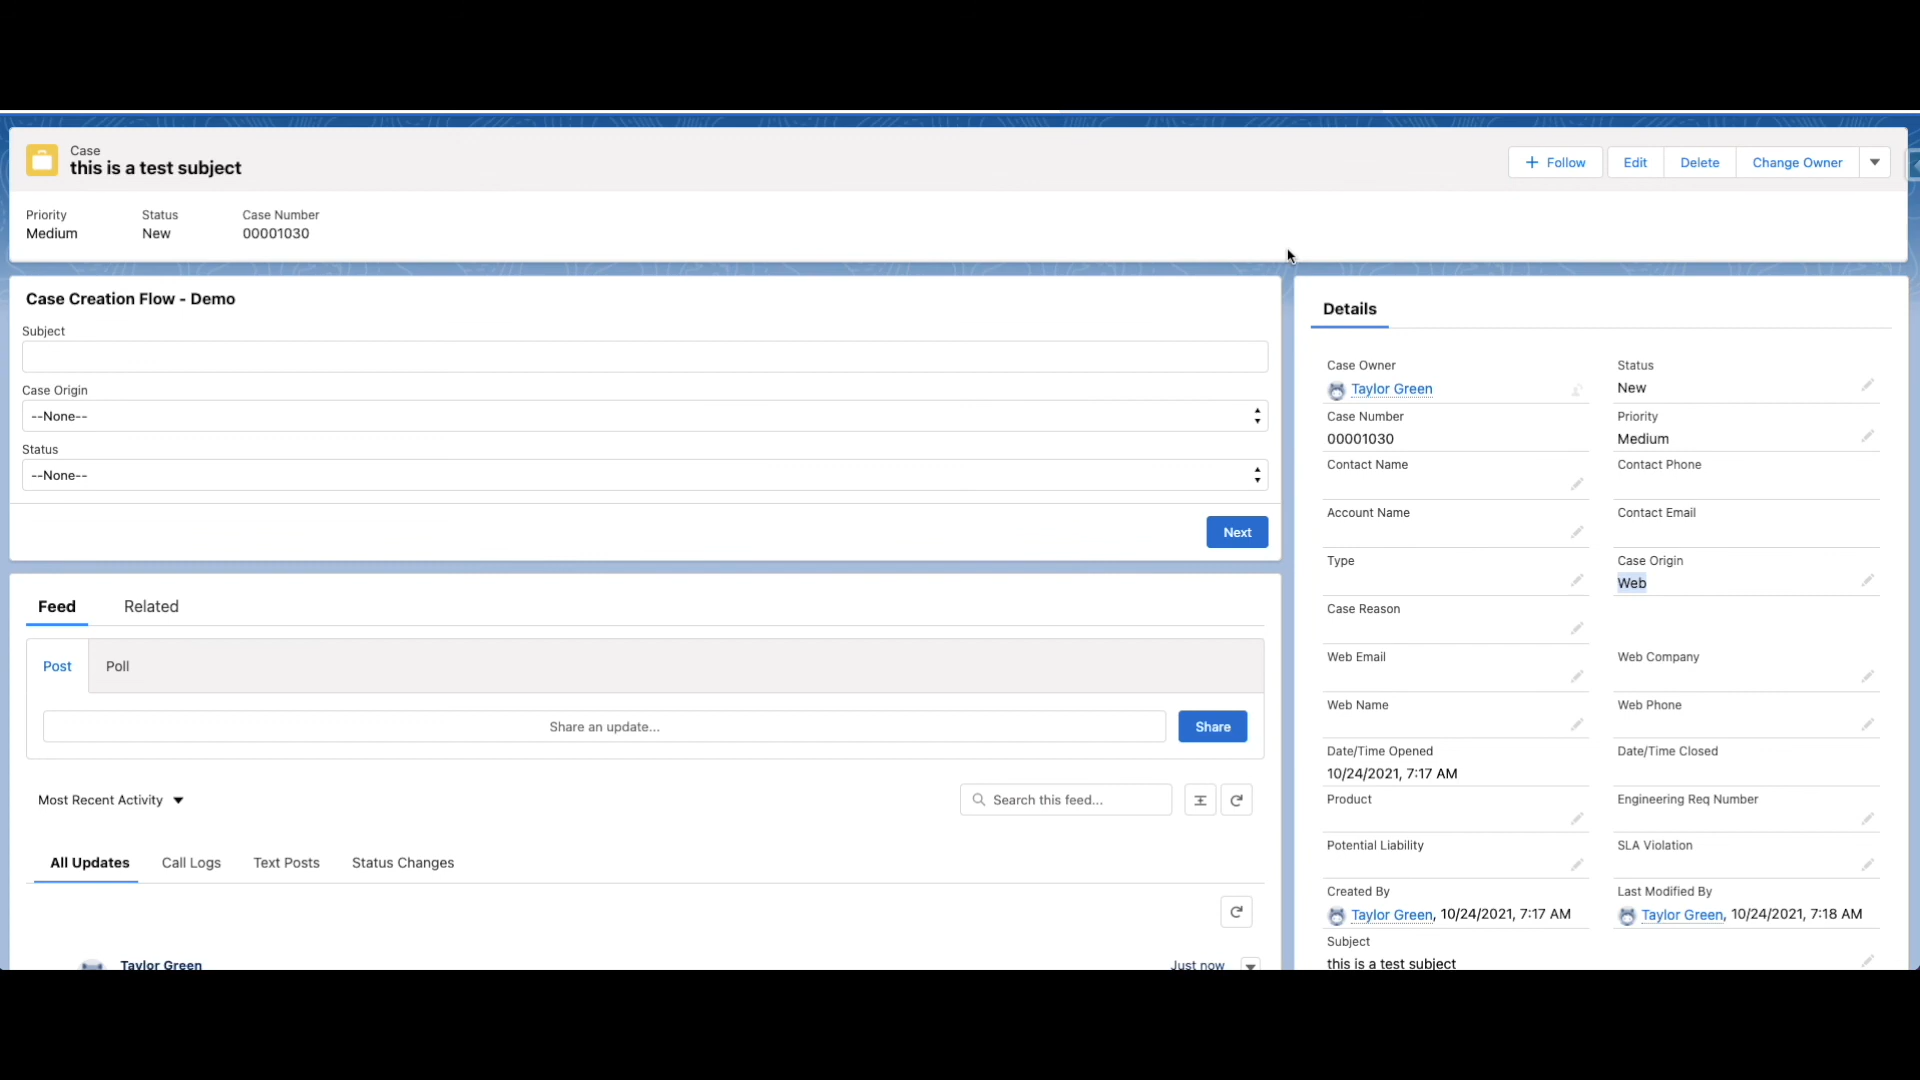 Case
this is a test subject
Follow
Edit
Delete
Change Owner
Priority
Status
Case Number
Medium
New
00001030
Case Creation Flow - Demo
Subject
Case Origin
--None--
Status
--None--
Next
Feed
Related
Post
Poll
Share an update...
Share
Most Recent Activity
Search this feed...
All Updates
Call Logs
Text Posts
Status Changes
Taylor Green
Just now
Details
Case Owner
Taylor Green
Status
New
Case Number
00001030
Priority
Medium
Contact Name
Contact Phone
Account Name
Contact Email
Type
Case Origin
Web
Case Reason
Web Email
Web Company
Web Name
Web Phone
Date/Time Opened
10/24/2021, 7:17 AM
Date/Time Closed
Product
Engineering Req Number
Potential Liability
SLA Violation
Created By
Taylor Green, 10/24/2021, 7:17 AM
Last Modified By
Taylor Green, 10/24/2021, 7:18 AM
Subject
this is a test subject